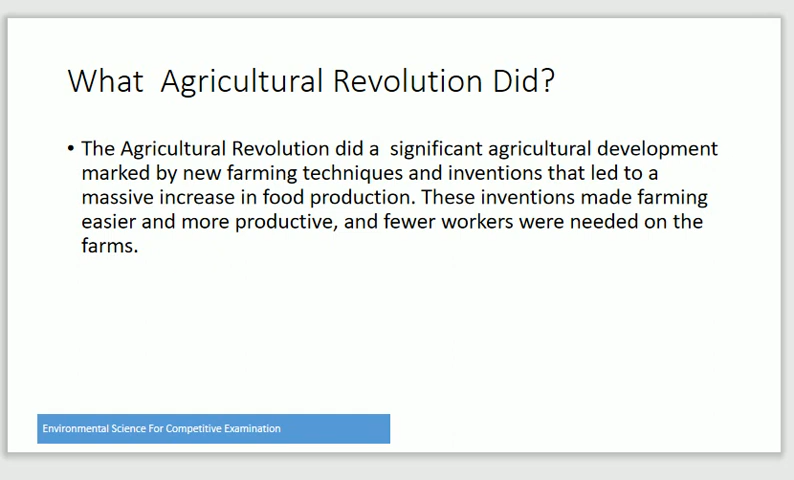 What  Agricultural Revolution Did?
• The Agricultural Revolution did a  significant agricultural development
marked by new farming techniques and inventions that led to a
massive increase in food production. These inventions made farming
easier and more productive, and fewer workers were needed on the
farms.
Environmental Science For Competitive Examination